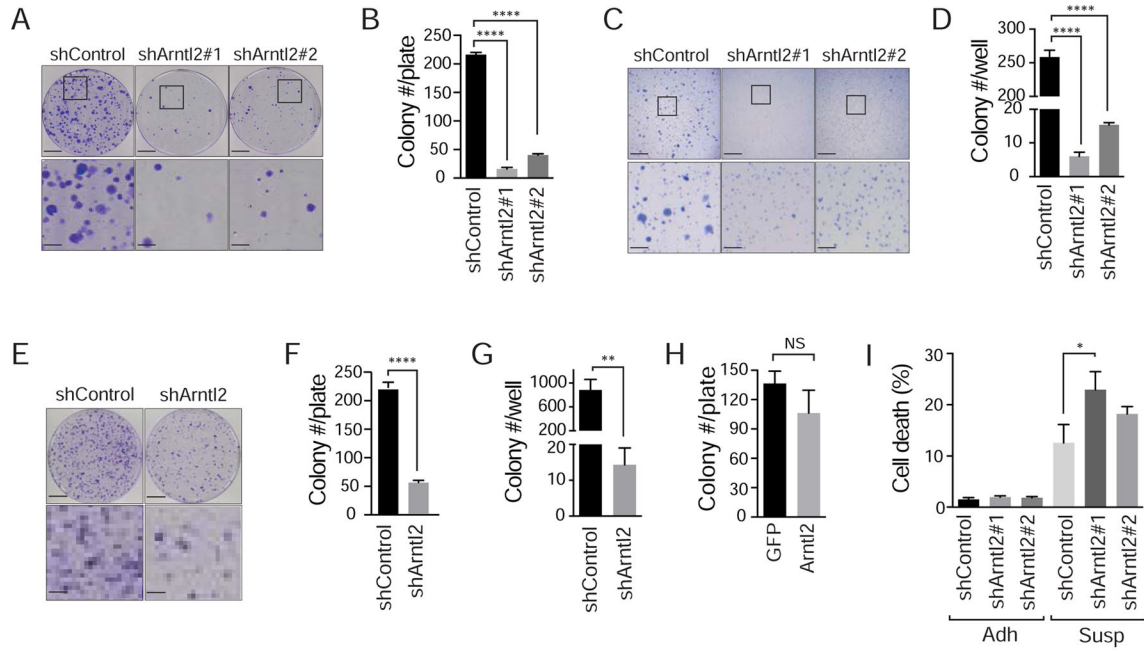 A
shControl shArntl2#1 shArntl2#2
B
Colony #/plate
250
200
150
100
50
0
****
****
shControl
shArntl2#1
shArntl2#2
C
shControl shArntl2#1 shArntl2#2
D
Colony #/well
300
250
200
20
10
0
****
****
shControl
shArntl2#1
shArntl2#2
E
shControl shArntl2
F
Colony #/plate
250
200
150
100
50
0
****
shControl
shArntl2
G
Colony #/well
1000
600
200
20
10
0
**
shControl
shArntl2
H
Colony #/plate
150
120
90
60
30
0
NS
GFP
Arntl2
I
Cell death (%)
30
20
10
0
*
shControl
shArntl2#1
shArntl2#2
shControl
shArntl2#1
shArntl2#2
Adh Susp